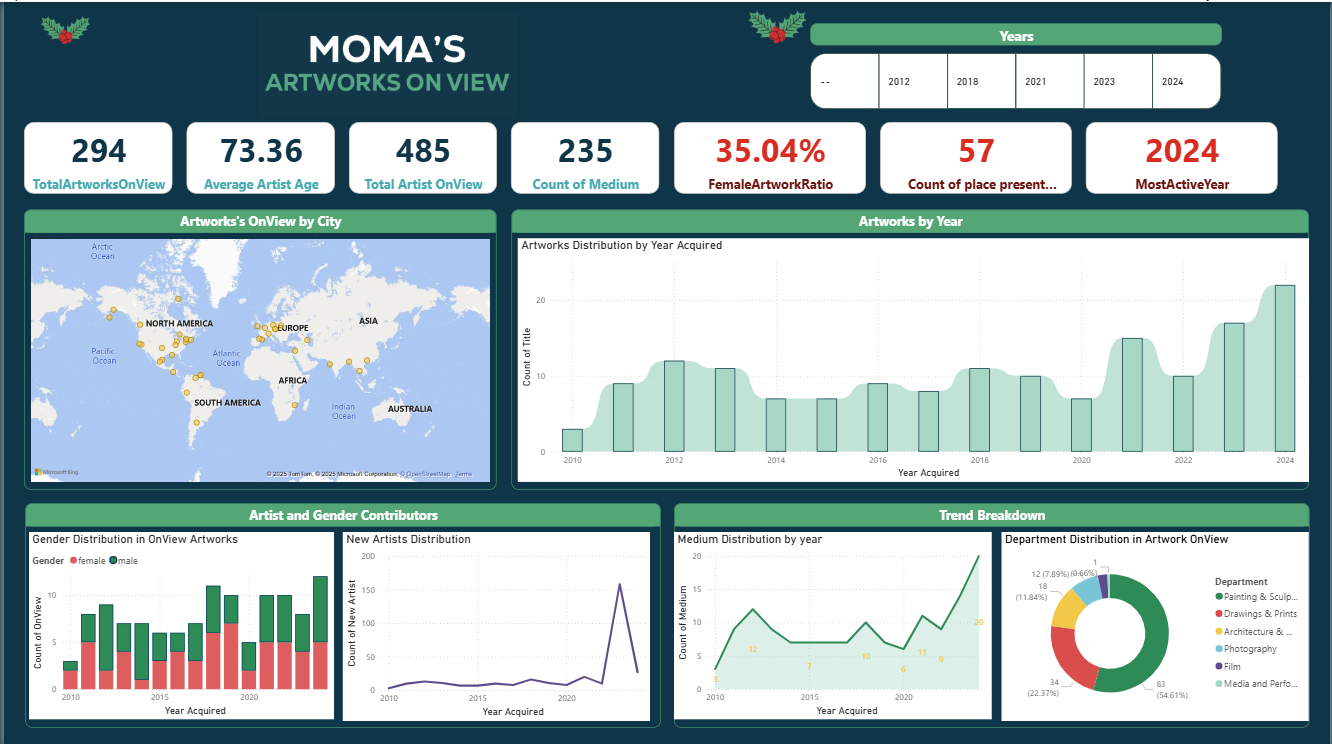 MOMA'S
ARTWORKS ON VIEW
Years
--
2012
2018
2021
2023
2024
294
TotalArtworksOnView
73.36
Average Artist Age
485
Total Artist OnView
235
Count of Medium
35.04%
FemaleArtworkRatio
57
Count of place present...
2024
MostActiveYear
Artworks's OnView by City
Arctic
Ocean
NORTH AMERICA
EUROPE
ASIA
Pacific
Ocean
Atlantic
Ocean
AFRICA
SOUTH AMERICA
Indian
Ocean
AUSTRALIA
Microsoft Bing
© 2025 TomTom, © 2025 Microsoft Corporation, © OpenStreetMap Terms
Artworks by Year
Artworks Distribution by Year Acquired
Count of Title
20
10
0
2010
2012
2014
2016
2018
2020
2022
2024
Year Acquired
Artist and Gender Contributors
Gender Distribution in OnView Artworks
Gender female male
Count of OnView
10
5
0
2010
2015
2020
Year Acquired
New Artists Distribution
Count of New Artist
200
150
100
50
0
2010
2015
2020
Year Acquired
Trend Breakdown
Medium Distribution by year
Count of Medium
20
15
10
5
0
3
12
7
10
6
11
9
20
2010
2015
2020
Year Acquired
Department Distribution in Artwork OnView
1
(0.66%)
12 (7.89%)
18
(11.84%)
34
(22.37%)
83
(54.61%)
Department
Painting & Sculp...
Drawings & Prints
Architecture & ...
Photography
Film
Media and Perfo...